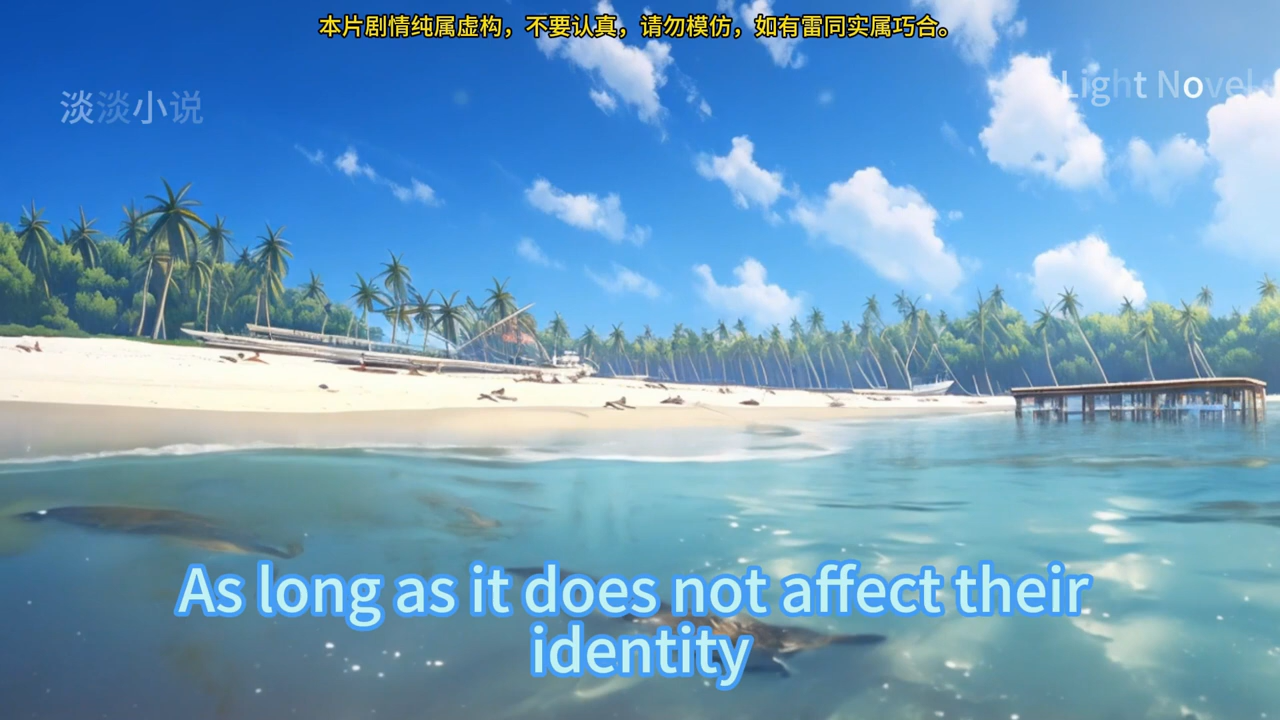 本片剧情纯属虚构，不要认真，请勿模仿，如有雷同实属巧合。
淡淡小说
Light Novel
As long as it does not affect their
identity